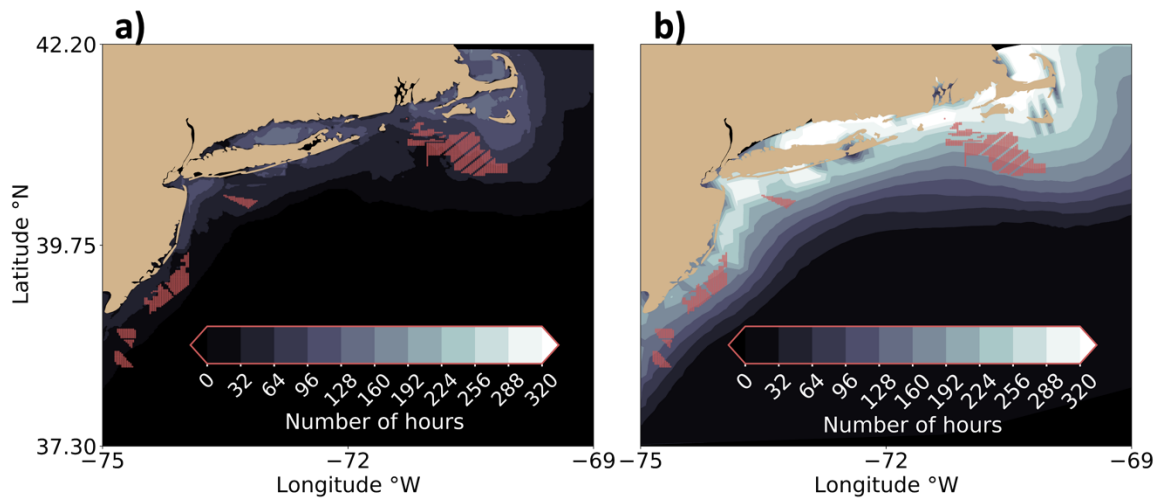 a) b)
42.20
39.75
37.30
Latitude °N
0 32 64 96 128 160 192 224 256 288 320
Number of hours
0 32 64 96 128 160 192 224 256 288 320
Number of hours
−75 −72 −69
−75 −72 −69
Longitude °W
Longitude °W